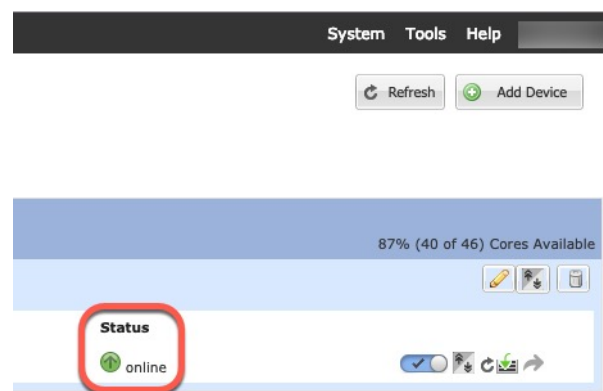 System Tools Help
Refresh Add Device
87% (40 of 46) Cores Available
Status
online